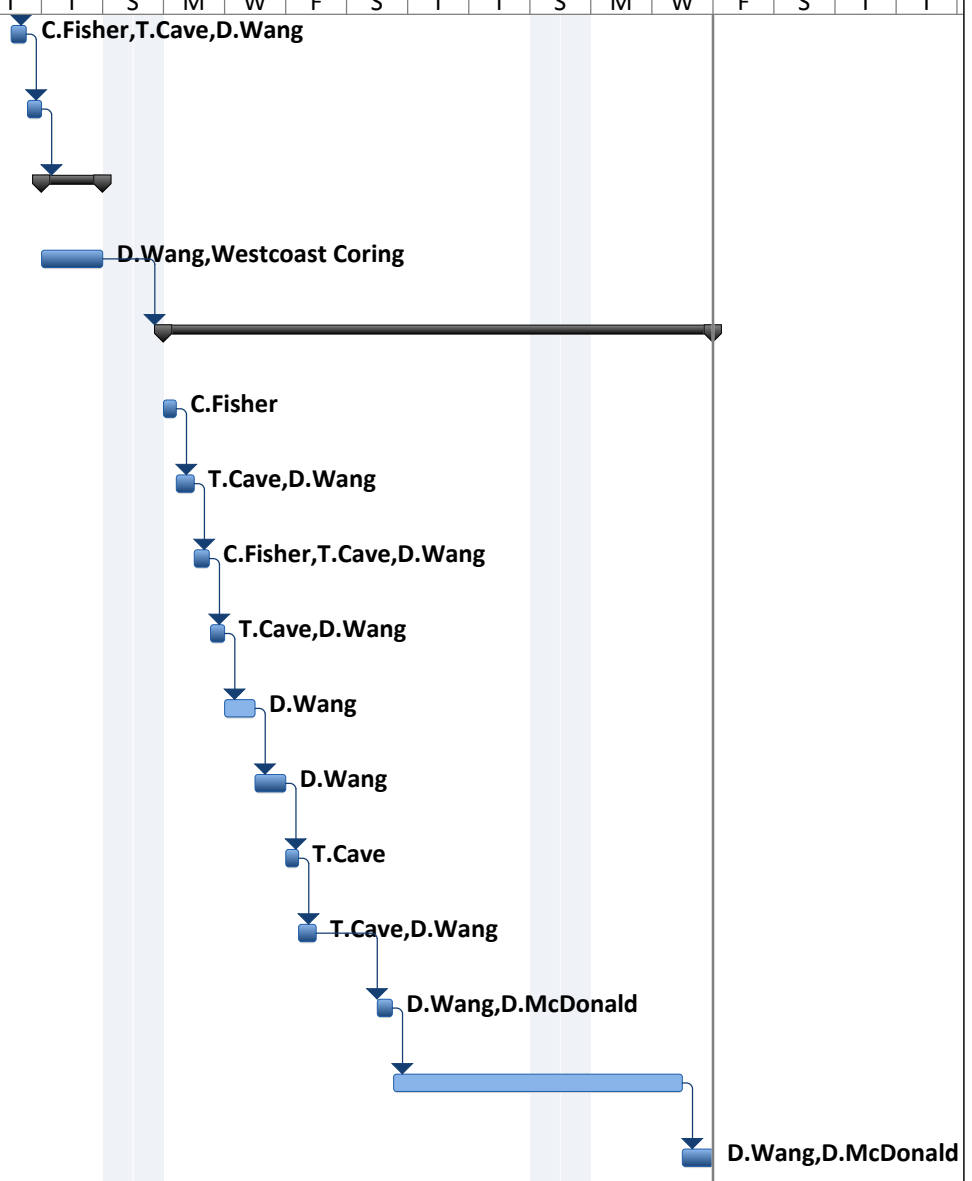 T T S M W F S T T S M W F S T T
C.Fisher,T.Cave,D.Wang
D.Wang,Westcoast Coring
C.Fisher
T.Cave,D.Wang
C.Fisher,T.Cave,D.Wang
T.Cave,D.Wang
D.Wang
D.Wang
T.Cave
T.Cave,D.Wang
D.Wang,D.McDonald
D.Wang,D.McDonald